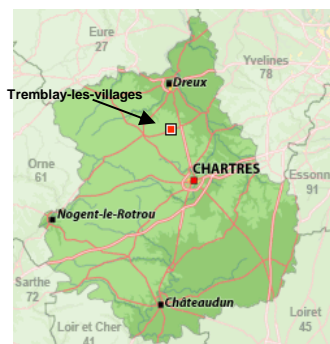 Eure
27
Yvelines
78
Dreux
Tremblay-les-villages
Orne
61
CHARTRES
Essonn
91
Nogent-le-Rotrou
Sarthe
72
Châteaudun
Loiret
45
Loir et Cher
41